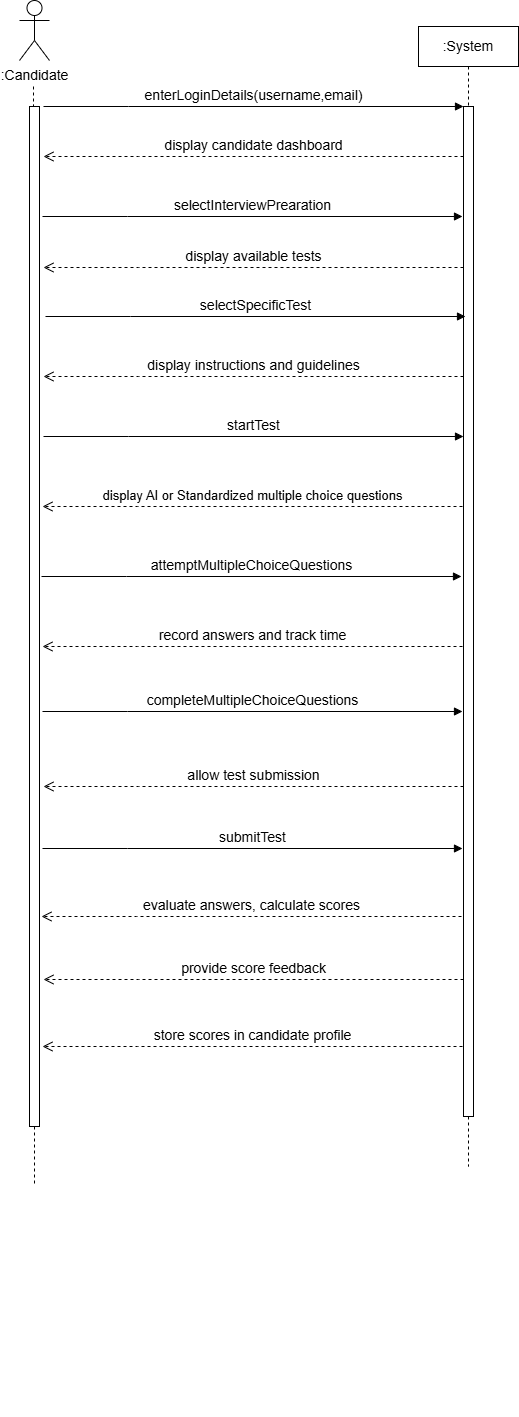 :Candidate
:System
enterLoginDetails(username,email)
display candidate dashboard
selectInterviewPrearation
display available tests
selectSpecificTest
display instructions and guidelines
startTest
display AI or Standardized multiple choice questions
attemptMultipleChoiceQuestions
record answers and track time
completeMultipleChoiceQuestions
allow test submission
submitTest
evaluate answers, calculate scores
provide score feedback
store scores in candidate profile